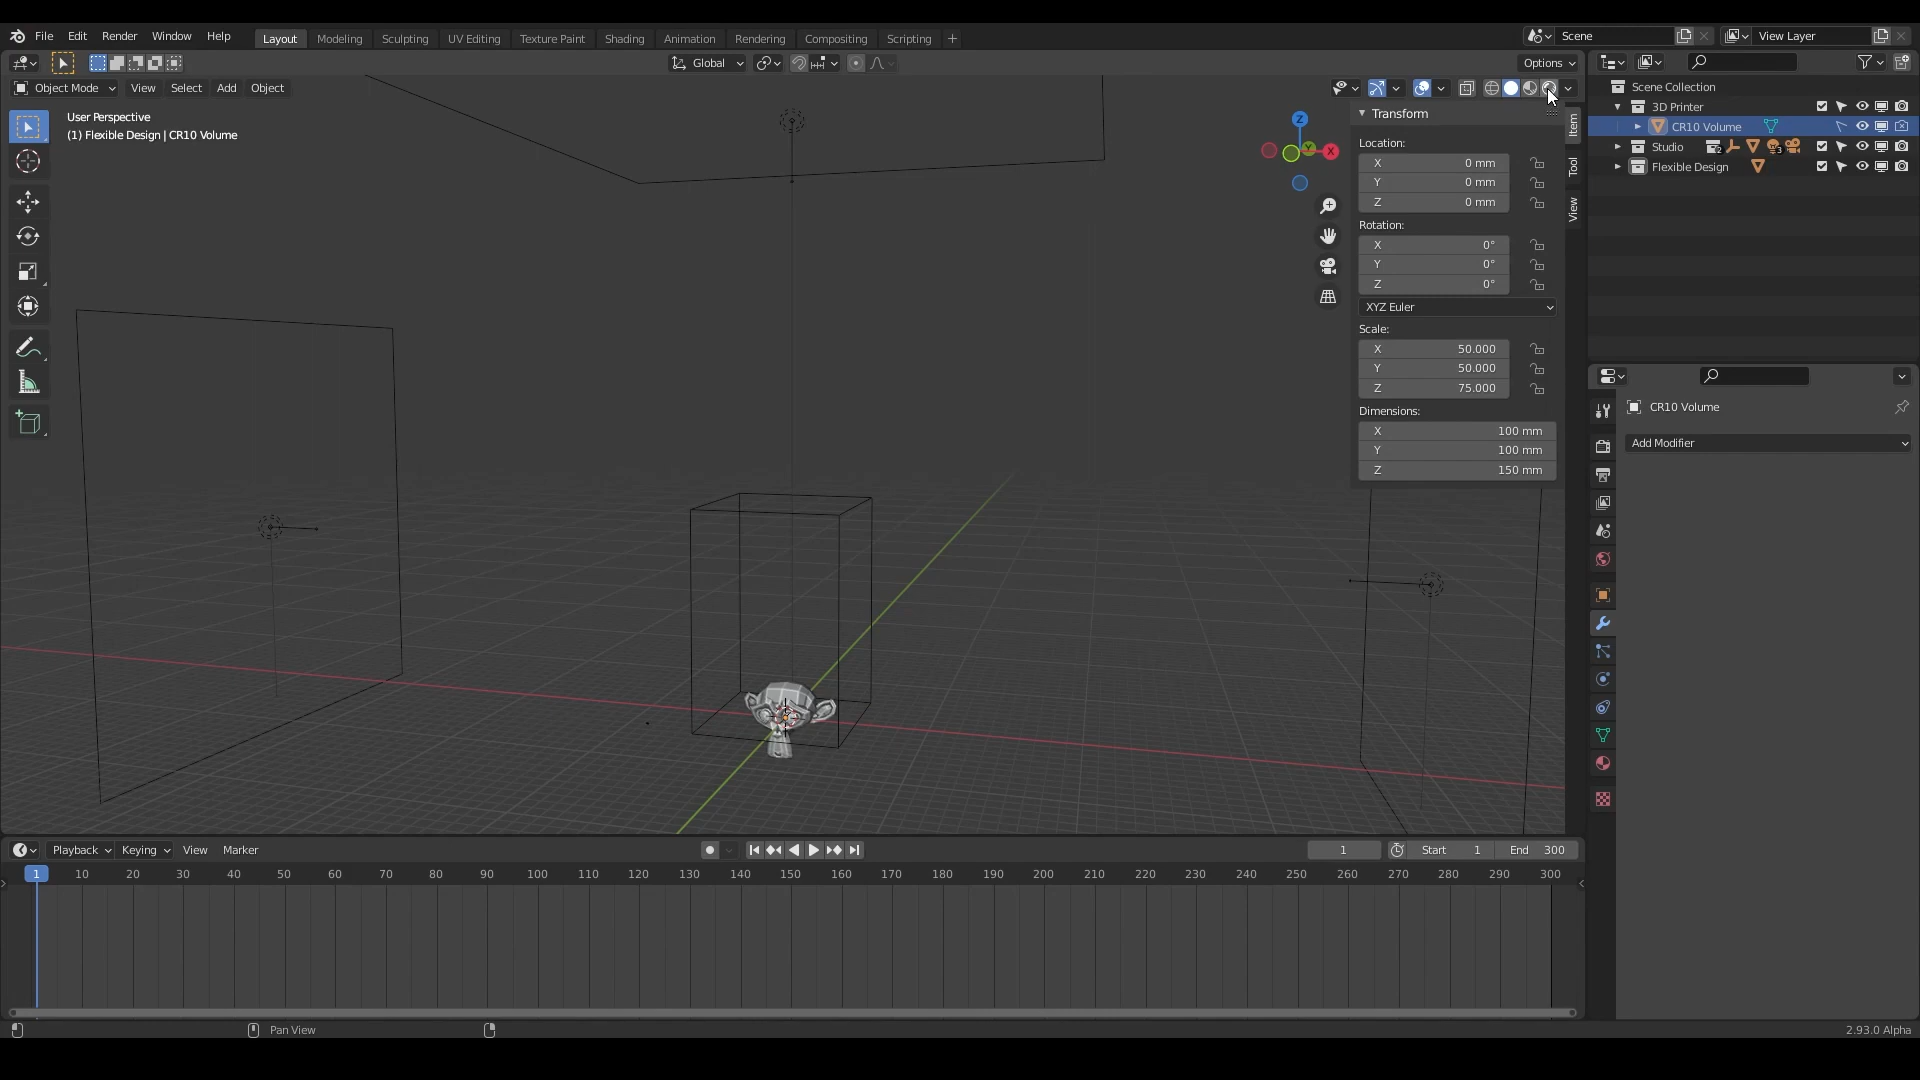 File Edit Render Window Help Layout Modeling Sculpting UV Editing Texture Paint Shading Animation Rendering Compositing Scripting + Scene View Layer
Global Options
Object Mode View Select Add Object
User Perspective
(1) Flexible Design | CR10 Volume
Z
Y
X
Transform
Location:
X 0 mm
Y 0 mm
Z 0 mm
Rotation:
X 0°
Y 0°
Z 0°
XYZ Euler
Scale:
X 50.000
Y 50.000
Z 75.000
Dimensions:
X 100 mm
Y 100 mm
Z 150 mm
Item
Tool
View
Scene Collection
3D Printer
CR10 Volume
Studio 2 3
Flexible Design
CR10 Volume
Add Modifier
Playback Keying View Marker 1 Start 1 End 300
1 10 20 30 40 50 60 70 80 90 100 110 120 130 140 150 160 170 180 190 200 210 220 230 240 250 260 270 280 290 300
Pan View 2.93.0 Alpha